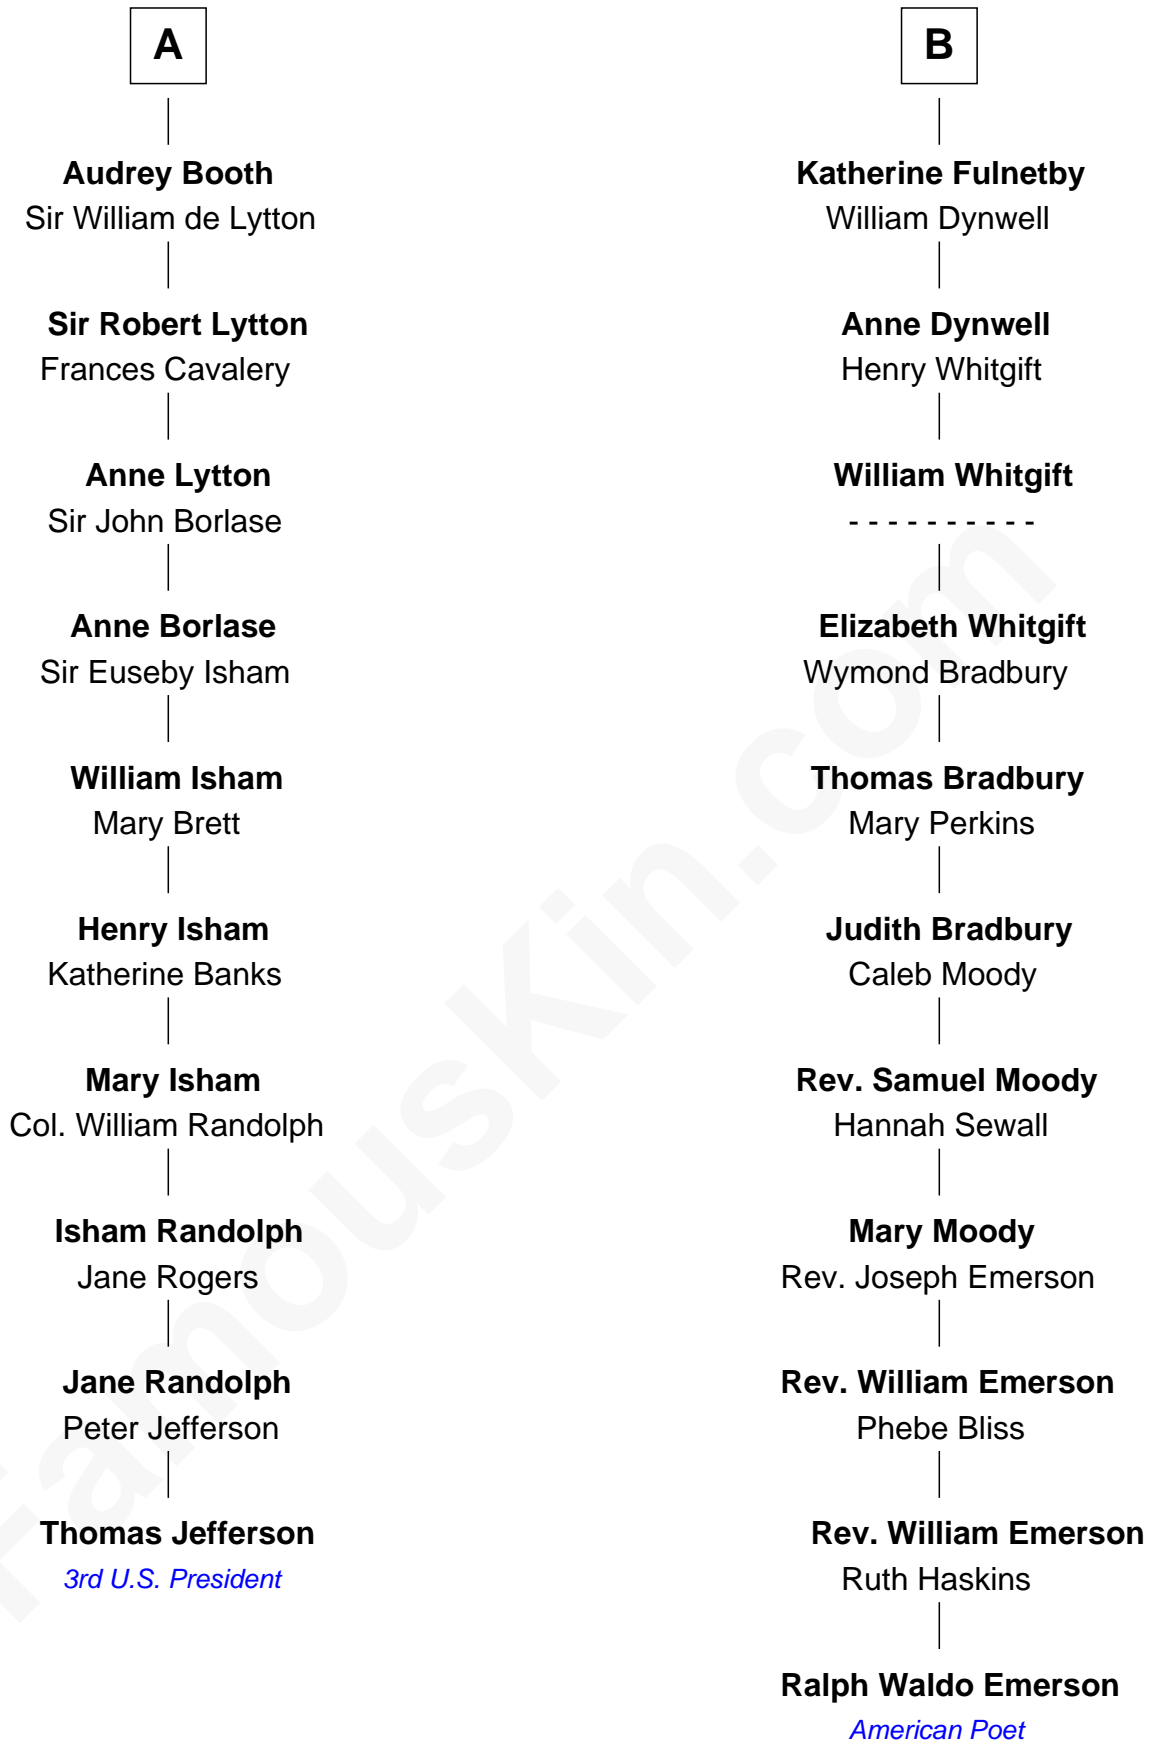 A
Audrey Booth
Sir William de Lytton
Sir Robert Lytton
Frances Cavalery
Anne Lytton
Sir John Borlase
Anne Borlase
Sir Euseby Isham
William Isham
Mary Brett
Henry Isham
Katherine Banks
Mary Isham
Col. William Randolph
Isham Randolph
Jane Rogers
Jane Randolph
Peter Jefferson
Thomas Jefferson
3rd U.S. President
B
Katherine Fulnetby
William Dynwell
Anne Dynwell
Henry Whitgift
William Whitgift
- - - - - - - - - -
Elizabeth Whitgift
Wymond Bradbury
Thomas Bradbury
Mary Perkins
Judith Bradbury
Caleb Moody
Rev. Samuel Moody
Hannah Sewall
Mary Moody
Rev. Joseph Emerson
Rev. William Emerson
Phebe Bliss
Rev. William Emerson
Ruth Haskins
Ralph Waldo Emerson
American Poet
FamousKin.com